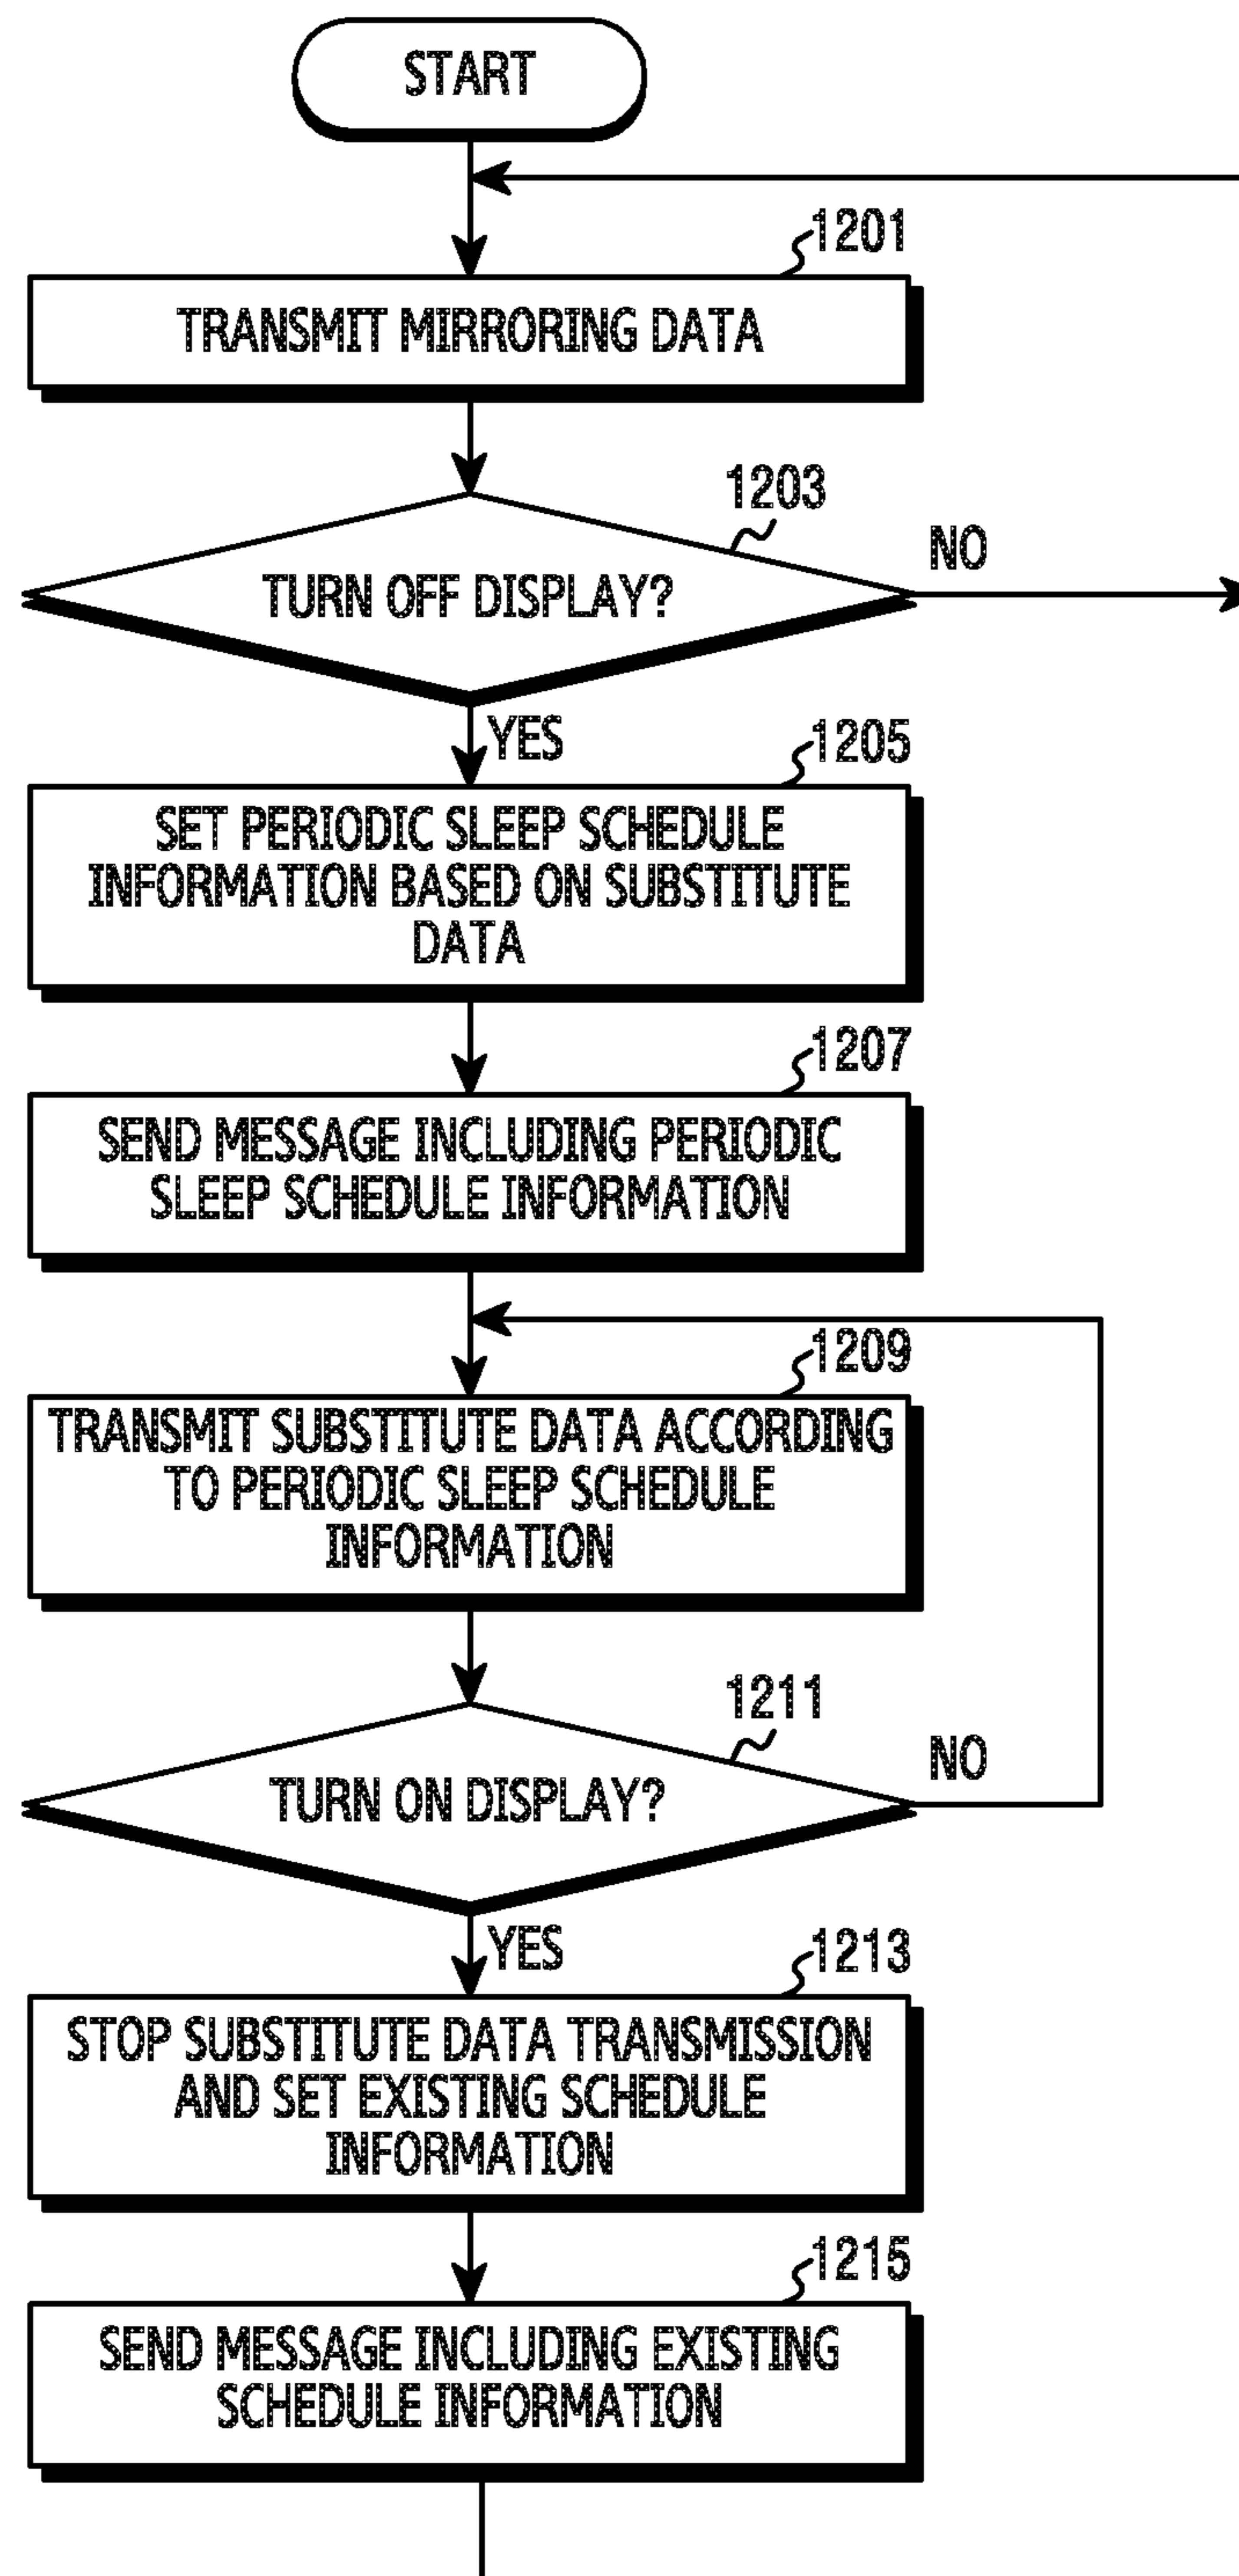 START
1201
TRANSMIT MIRRORING DATA
1203
NO
TURN OFF DISPLAY?
YES
1205
SET PERIODIC SLEEP SCHEDULE
INFORMATION BASED ON SUBSTITUTE
DATA
1207
SEND MESSAGE INCLUDING PERIODIC
SLEEP SCHEDULE INFORMATION
1209
TRANSMIT SUBSTITUTE DATA ACCORDING
TO PERIODIC SLEEP SCHEDULE
INFORMATION
1211
NO
TURN ON DISPLAY?
YES
1213
STOP SUBSTITUTE DATA TRANSMISSION
AND SET EXISTING SCHEDULE
INFORMATION
1215
SEND MESSAGE INCLUDING EXISTING
SCHEDULE INFORMATION